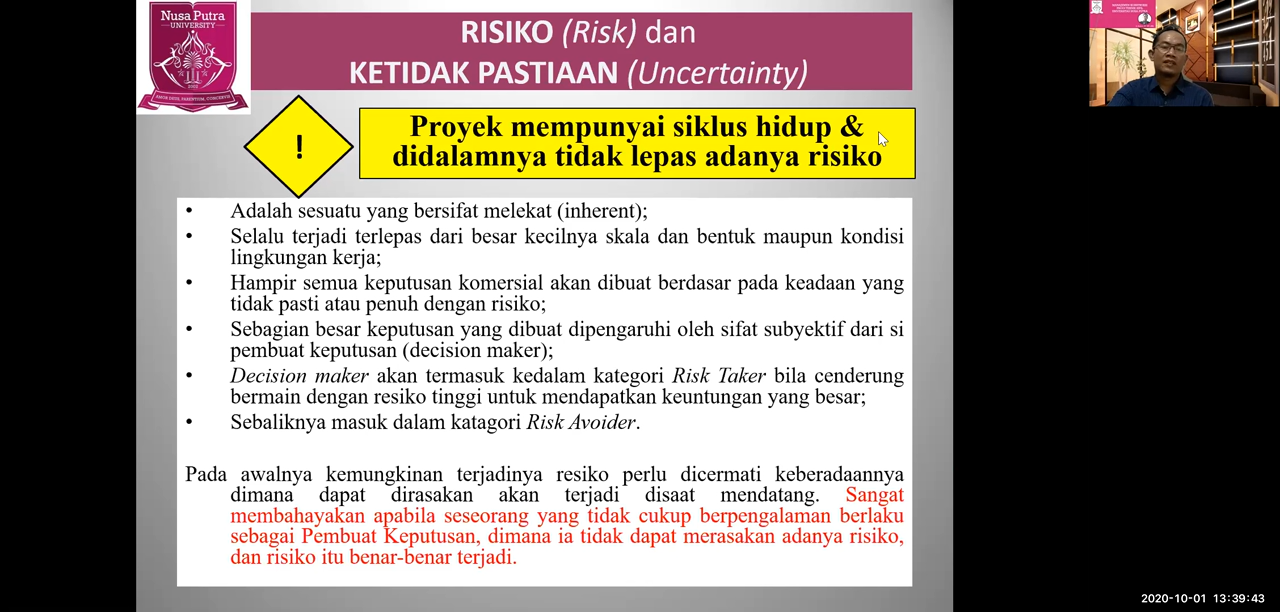 Nusa Putra
UNIVERSITY
AMOR DEUS, PARENTIUM, CONCERVIS
RISIKO (Risk) dan
KETIDAK PASTIAAN (Uncertainty)
!
Proyek mempunyai siklus hidup &
didalamnya tidak lepas adanya risiko
• Adalah sesuatu yang bersifat melekat (inherent);
• Selalu terjadi terlepas dari besar kecilnya skala dan bentuk maupun kondisi
lingkungan kerja;
• Hampir semua keputusan komersial akan dibuat berdasar pada keadaan yang
tidak pasti atau penuh dengan risiko;
• Sebagian besar keputusan yang dibuat dipengaruhi oleh sifat subyektif dari si
pembuat keputusan (decision maker);
• Decision maker akan termasuk kedalam kategori Risk Taker bila cenderung
bermain dengan resiko tinggi untuk mendapatkan keuntungan yang besar;
• Sebaliknya masuk dalam katagori Risk Avoider.
Pada awalnya kemungkinan terjadinya resiko perlu dicermati keberadaannya
dimana dapat dirasakan akan terjadi disaat mendatang. Sangat
membahayakan apabila seseorang yang tidak cukup berpengalaman berlaku
sebagai Pembuat Keputusan, dimana ia tidak dapat merasakan adanya risiko,
dan risiko itu benar-benar terjadi.
2020-10-01 13:39:43